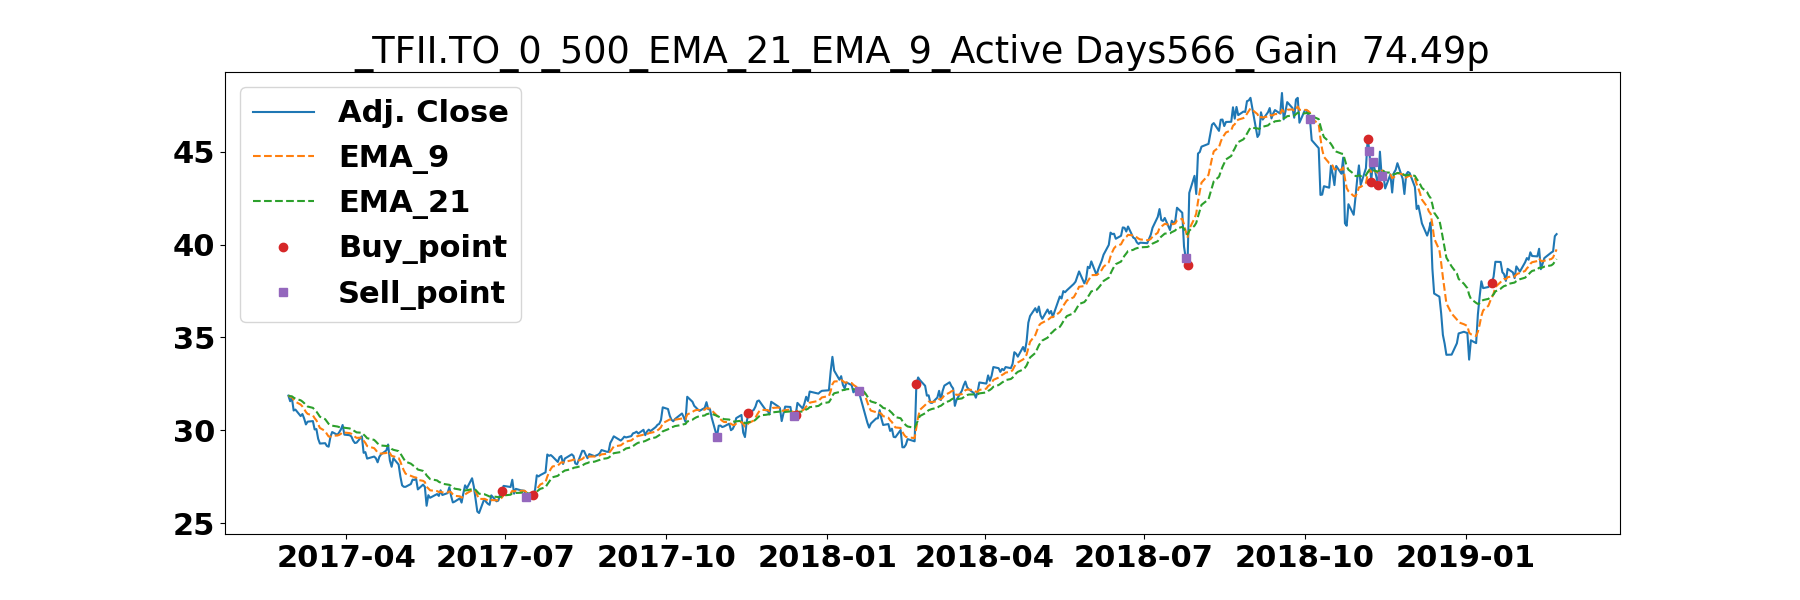 _TFII.TO_0_500_EMA_21_EMA_9_Active Days566_Gain  74.49p
Adj. Close
EMA_9
EMA_21
Buy_point
Sell_point
45
40
35
30
25
2017-04 2017-07 2017-10 2018-01 2018-04 2018-07 2018-10 2019-01